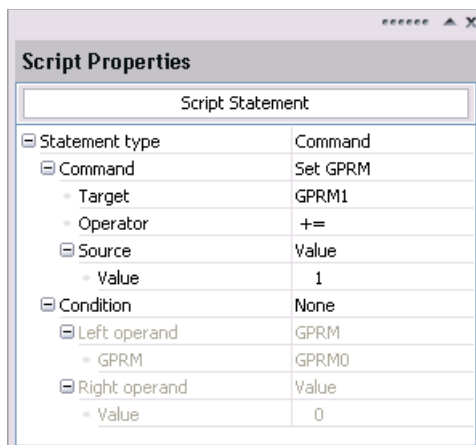 Script Properties
Script Statement
Statement type Command
Command Set GPRM
Target GPRM1
Operator +=
Source Value
Value 1
Condition None
Left operand GPRM
GPRM GPRM0
Right operand Value
Value 0